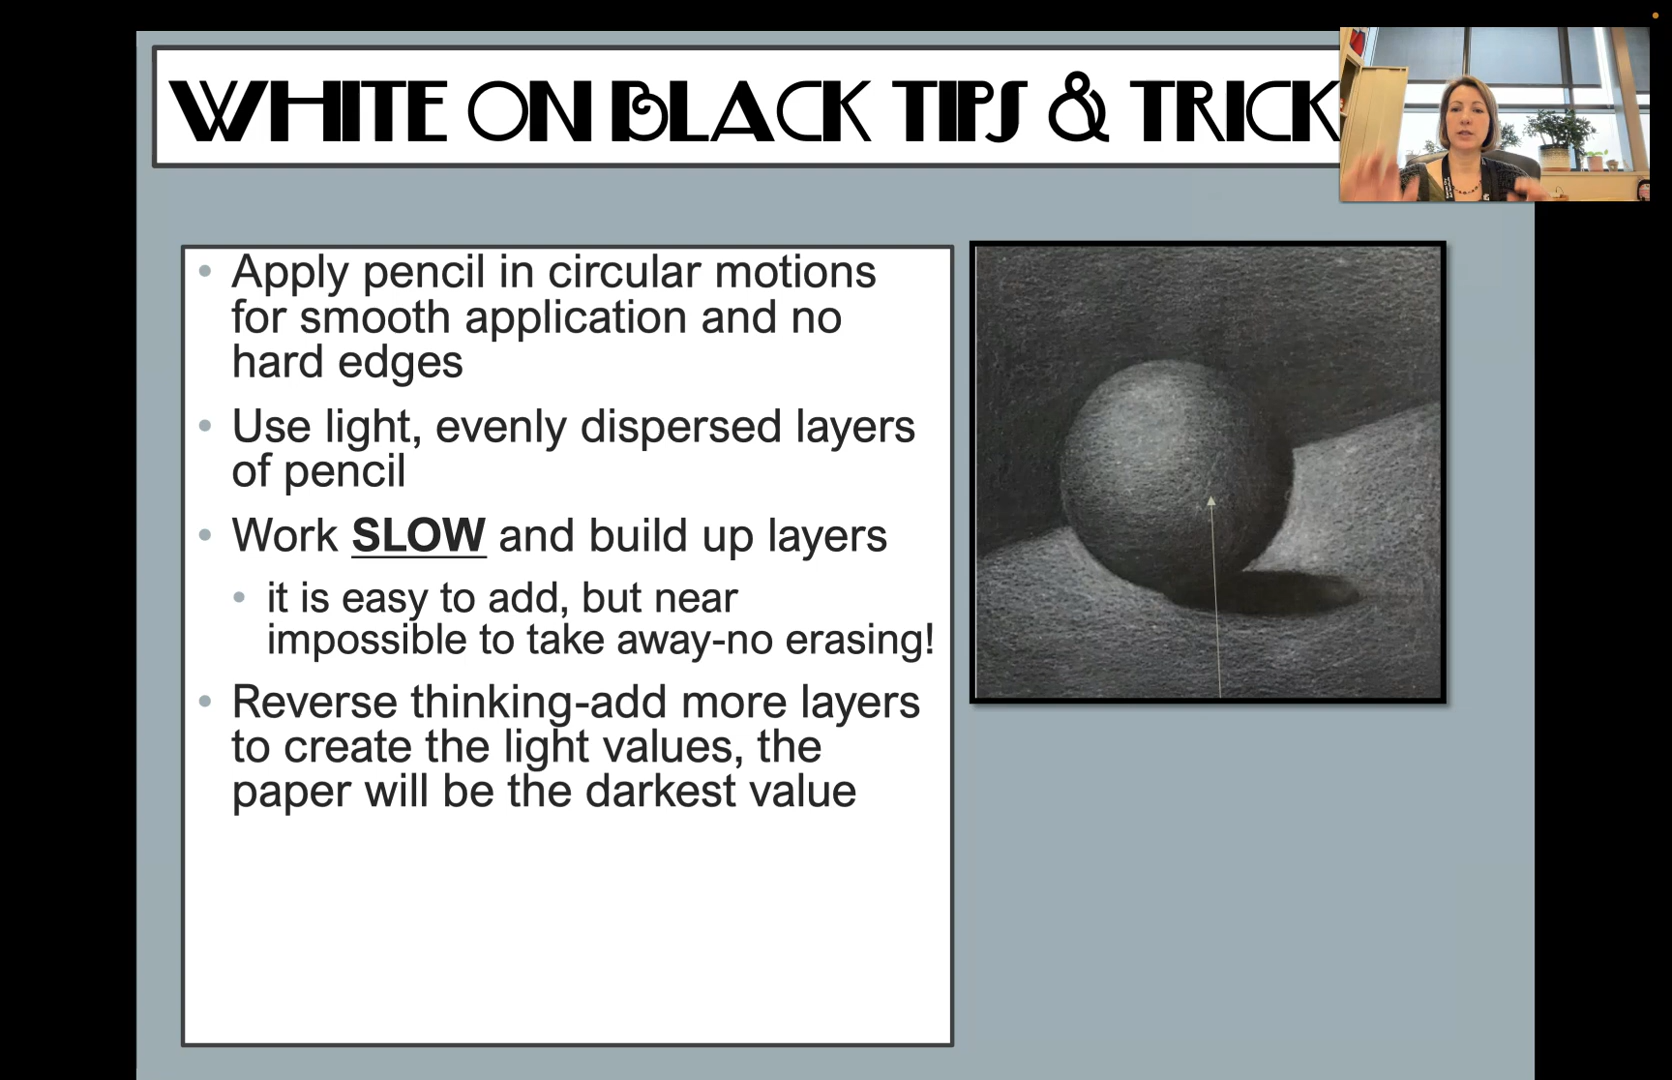 WHITE ON BLACK TIPS & TRICK
Apply pencil in circular motions
for smooth application and no
hard edges
Use light, evenly dispersed layers
of pencil
Work SLOW and build up layers
it is easy to add, but near
impossible to take away-no erasing!
Reverse thinking-add more layers
to create the light values, the
paper will be the darkest value